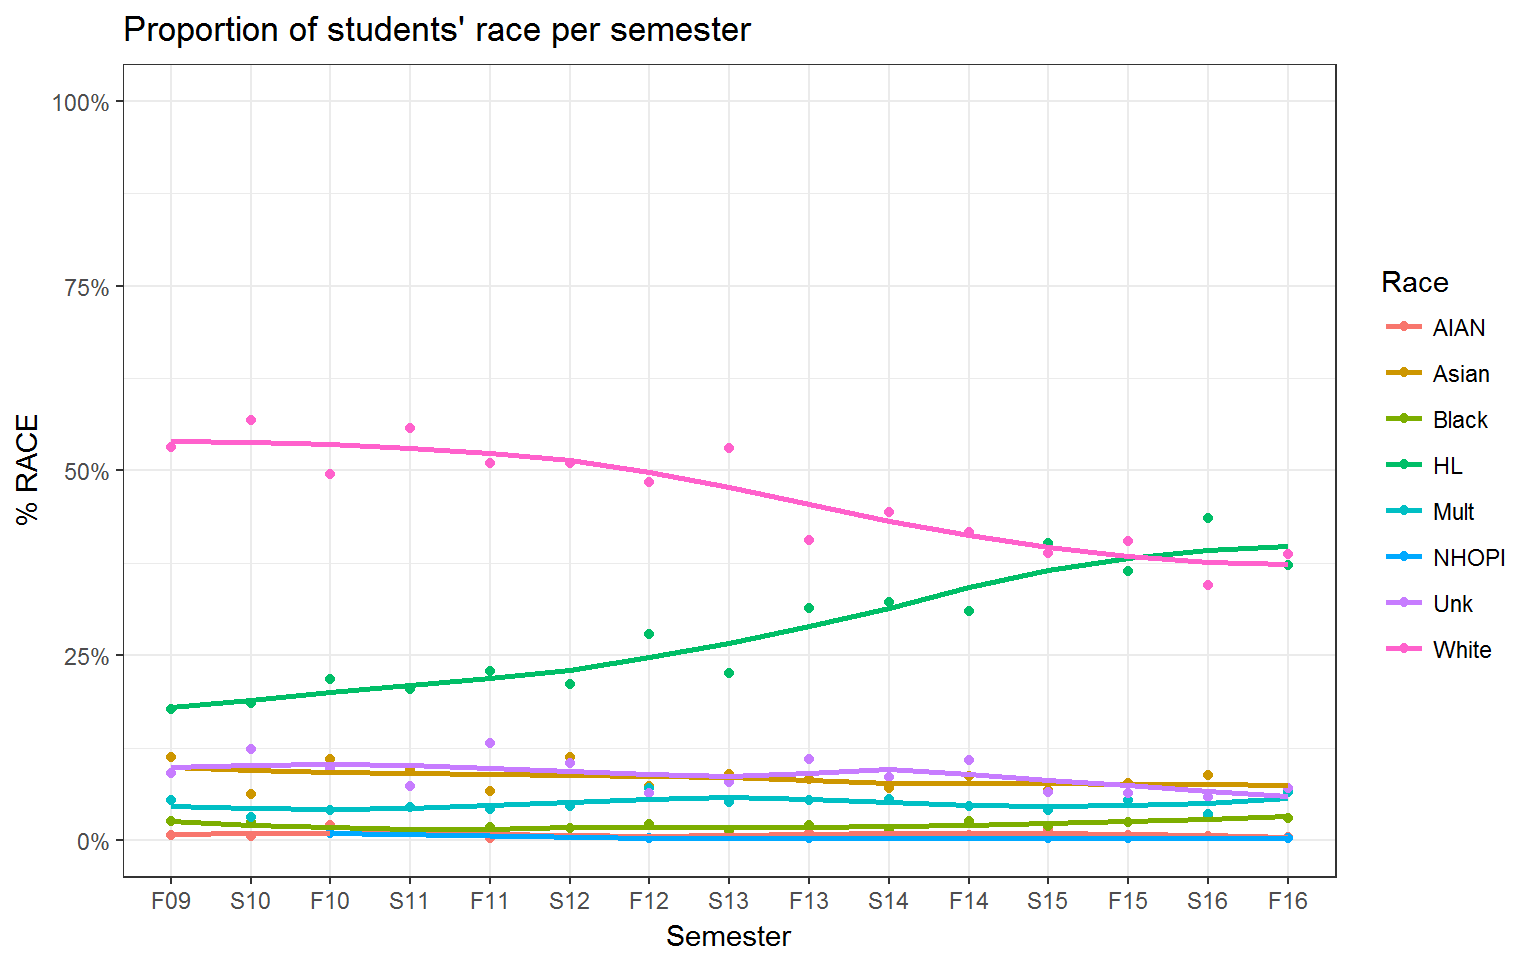 Proportion of students' race per semester
% RACE
100%
75%
50%
25%
0%
F09 S10 F10 S11 F11 S12 F12 S13 F13 S14 F14 S15 F15 S16 F16
Semester
Race
AIAN
Asian
Black
HL
Mult
NHOPI
Unk
White